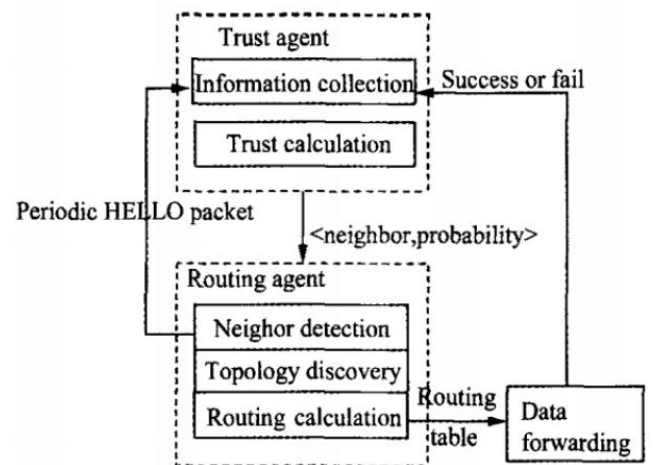 Trust agent
Information collection
Success or fail
Trust calculation
Periodic HELLO packet
<neighbor,probability>
Routing agent
Neighor detection
Topology discovery
Routing calculation
Routing
table
Data
forwarding